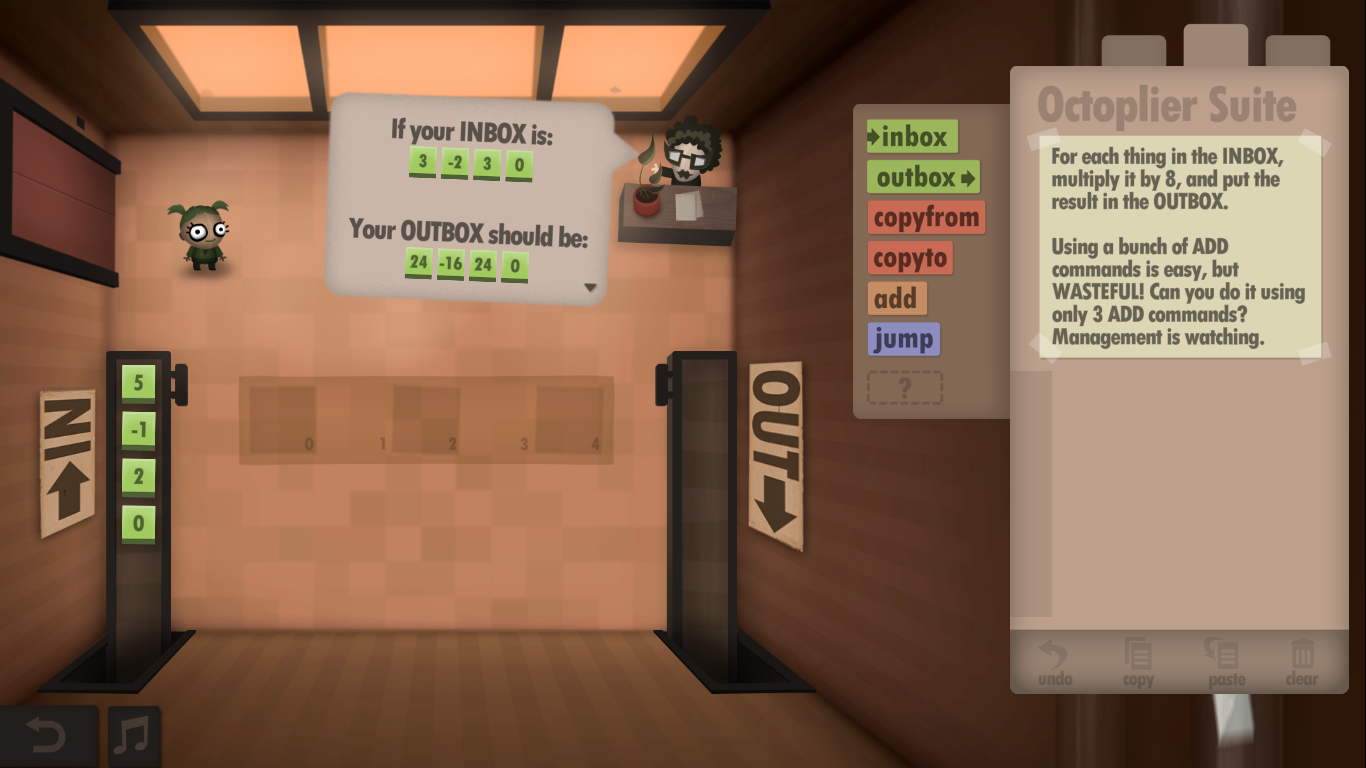 If your INBOX is:
3 -2 3 0
Your OUTBOX should be:
24 -16 24 0
IN
5
-1
2
0
0 1 2 3 4
OUT
inbox
outbox
copyfrom
copyto
add
jump
?
Octoplier Suite
For each thing in the INBOX,
multiply it by 8, and put the
result in the OUTBOX.
Using a bunch of ADD
commands is easy, but
WASTEFUL! Can you do it using
only 3 ADD commands?
Management is watching.
undo copy paste clear